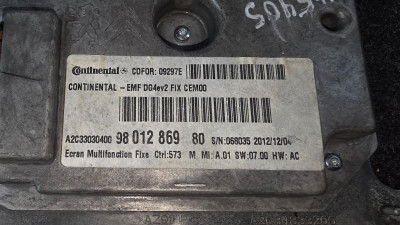 Continental COFOR: 09297E
CONTINENTAL - EMF DG4ev2 FIX CEM00
A2C33030400 98 012 869 80 S/N:068035 2012/12/04
Ecran Multifonction Fixe Ctrl:573 M MI: A.01 SW:07.00 HW: AC